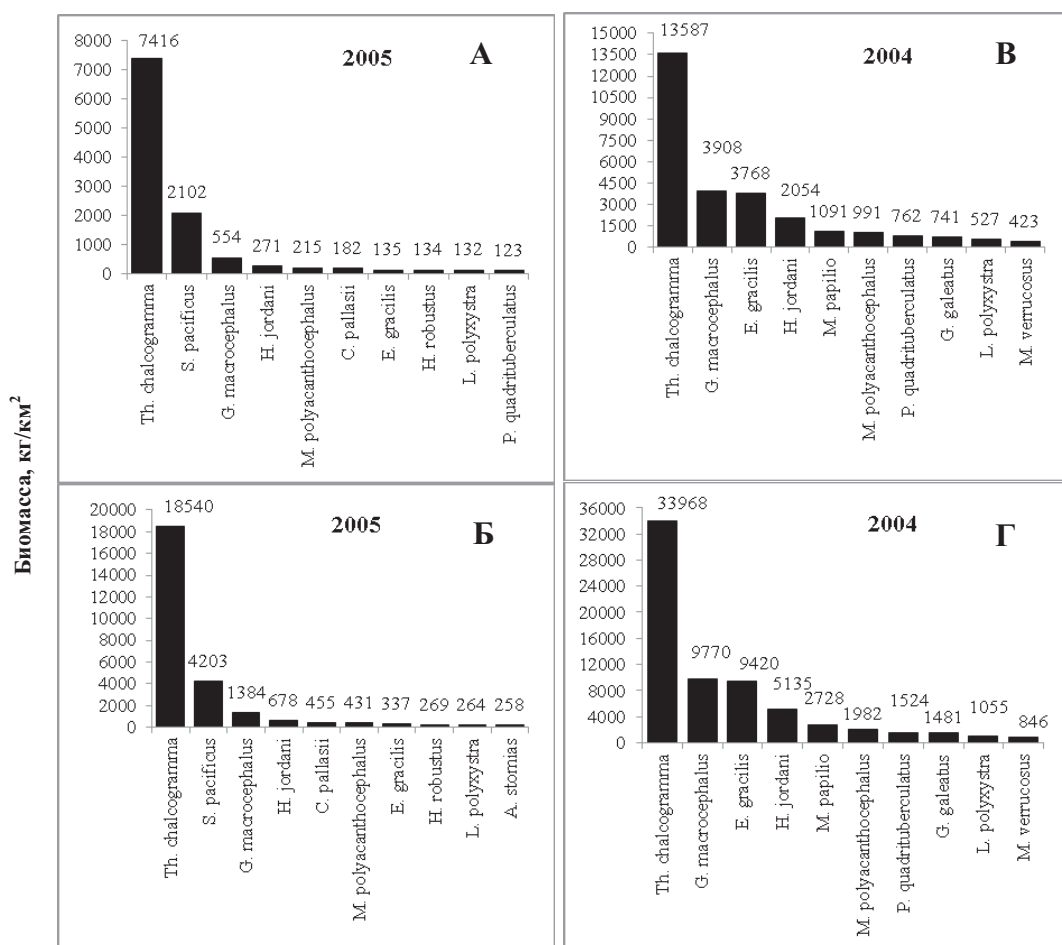 Биомасса, кг/км²
2005
А
8000
7000
6000
5000
4000
3000
2000
1000
0
7416
2102
554
271
215
182
135
134
132
123
Th. chalcogramma
S. pacificus
G. macrocephalus
H. jordani
M. polyacanthocephalus
C. pallasii
E. gracilis
H. robustus
L. polyxystra
P. quadrituberculatus
2004
В
15000
13500
12000
10500
9000
7500
6000
4500
3000
1500
0
13587
3908
3768
2054
1091
991
762
741
527
423
Th. chalcogramma
G. macrocephalus
E. gracilis
H. jordani
M. papilio
M. polyacanthocephalus
P. quadrituberculatus
G. galeatus
L. polyxystra
M. verrucosus
2005
Б
20000
18000
16000
14000
12000
10000
8000
6000
4000
2000
0
18540
4203
1384
678
455
431
337
269
264
258
Th. chalcogramma
S. pacificus
G. macrocephalus
H. jordani
C. pallasii
M. polyacanthocephalus
E. gracilis
H. robustus
L. polyxystra
A. stomias
2004
Г
36000
32000
28000
24000
20000
16000
12000
8000
4000
0
33968
9770
9420
5135
2728
1982
1524
1481
1055
846
Th. chalcogramma
G. macrocephalus
E. gracilis
H. jordani
M. papilio
M. polyacanthocephalus
P. quadrituberculatus
G. galeatus
L. polyxystra
M. verrucosus